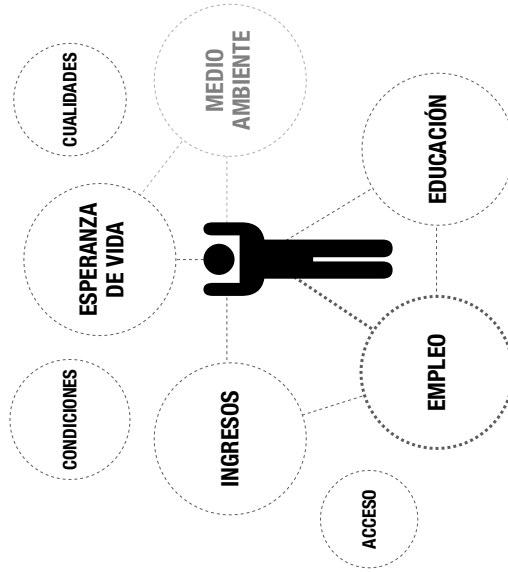 CUALIDADES
MEDIO
AMBIENTE
ESPERANZA
DE VIDA
EDUCACIÓN
CONDICIONES
INGRESOS
EMPLEO
ACCESO